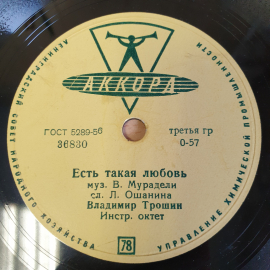 ЛЕНИНГРАДСКИЙ СОВЕТ НАРОДНОГО ХОЗЯЙСТВА
УПРАВЛЕНИЕ ХИМИЧЕСКОЙ ПРОМЫШЛЕННОСТИ
АККОРД
ГОСТ 5289-56 третья гр
36830 0-57
Есть такая любовь
муз. В. Мурадели
сл. Л. Ошанина
Владимир Трошин
Инстр. октет
78